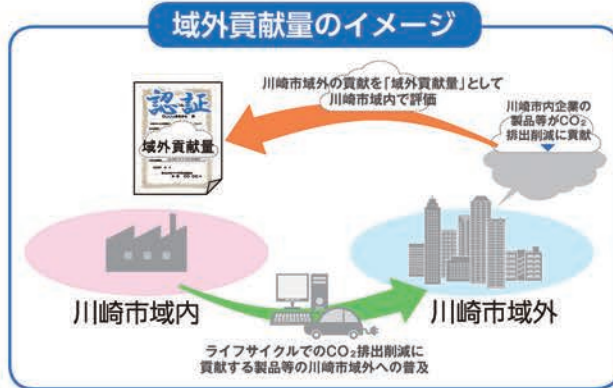 域外貢献量のイメージ
川崎市域外の貢献を「域外貢献量」として
川崎市域内で評価
川崎市内企業の
製品等がCO₂
排出削減に貢献
認証
域外貢献量
川崎市域内
川崎市域外
ライフサイクルでのCO₂排出削減に
貢献する製品等の川崎市域外への普及